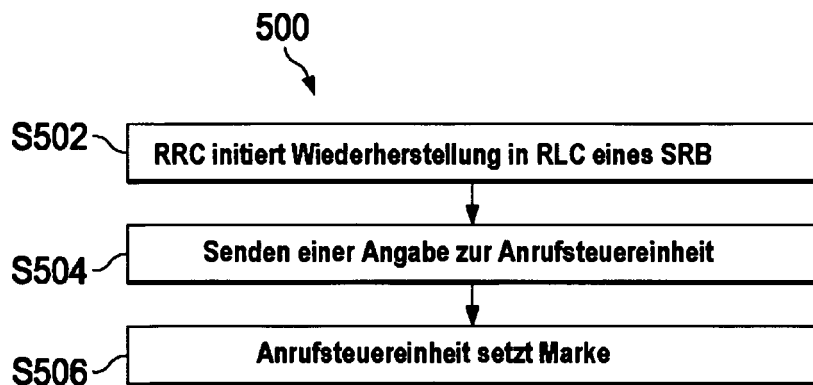 500
S502
RRC initiert Wiederherstellung in RLC eines SRB
S504
Senden einer Angabe zur Anrufsteuereinheit
S506
Anrufsteuereinheit setzt Marke